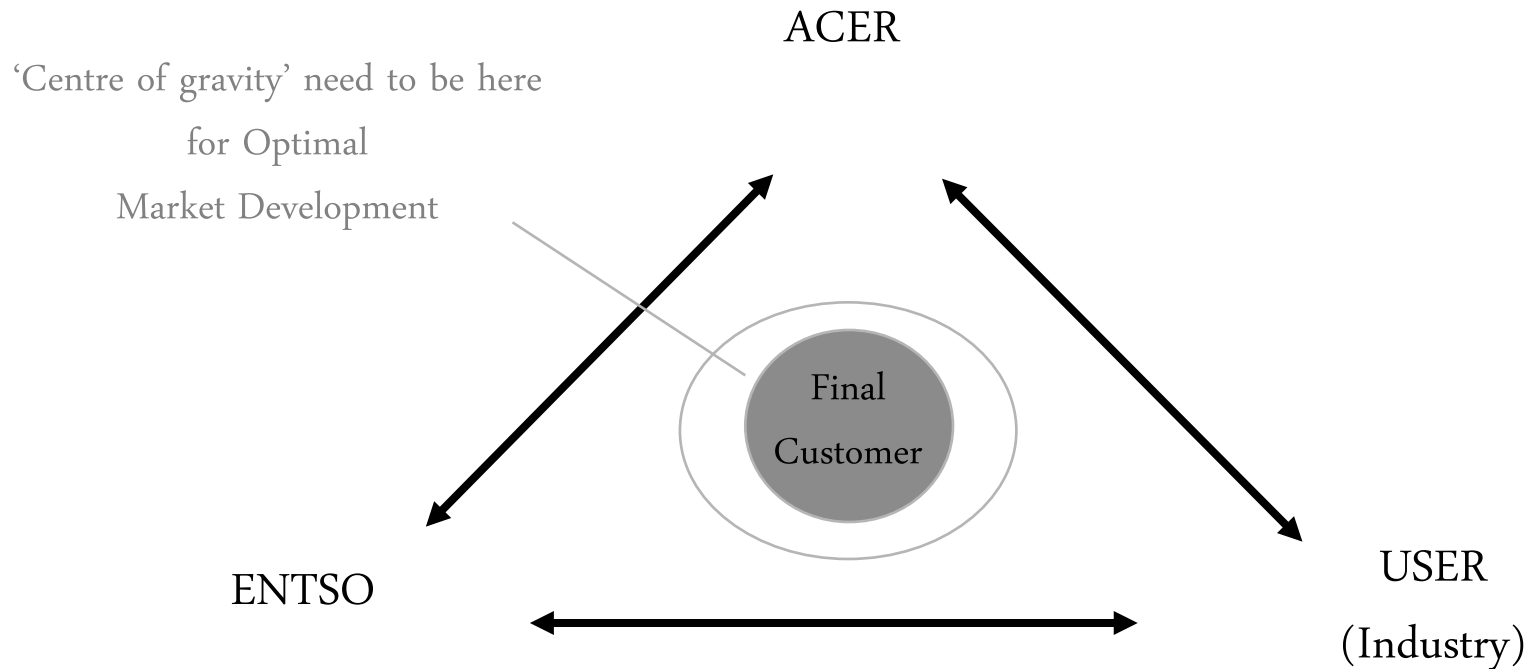 ACER
‘Centre of gravity’ need to be here
for Optimal
Market Development
Final
Customer
ENTSO
USER
(Industry)